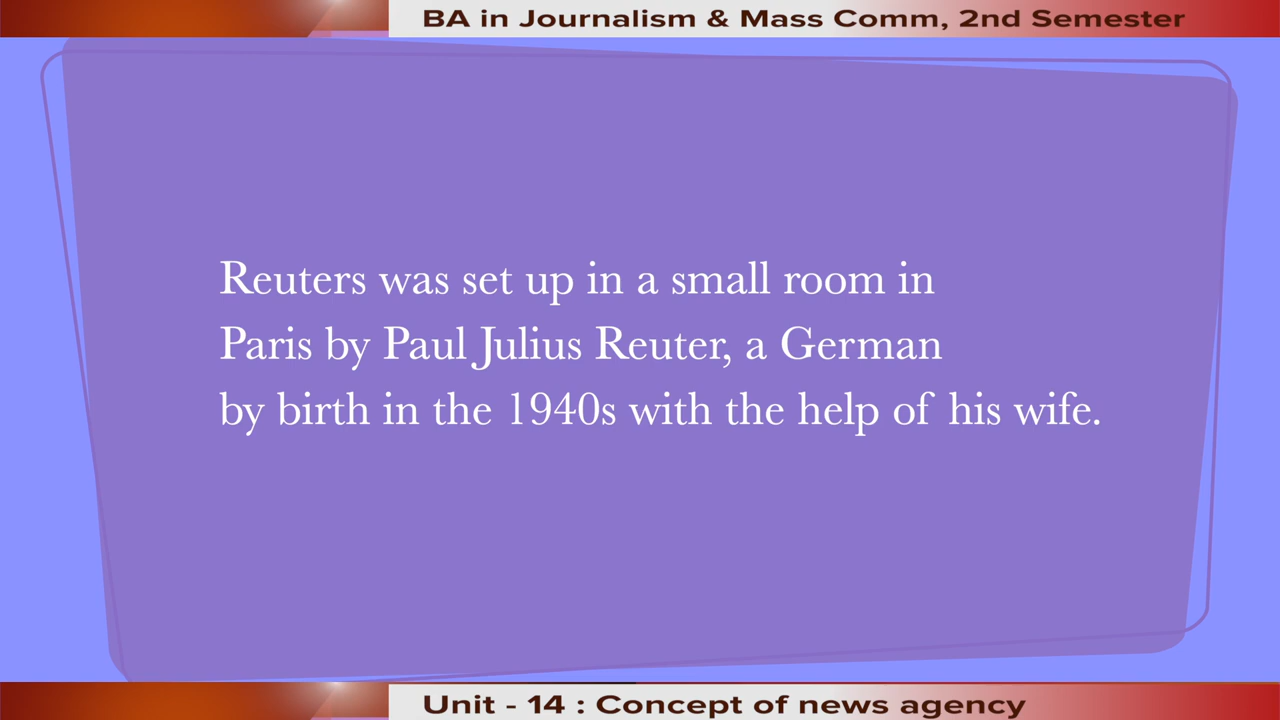 BA in Journalism & Mass Comm, 2nd Semester
Reuters was set up in a small room in
Paris by Paul Julius Reuter, a German
by birth in the 1940s with the help of his wife.
Unit - 14 : Concept of news agency